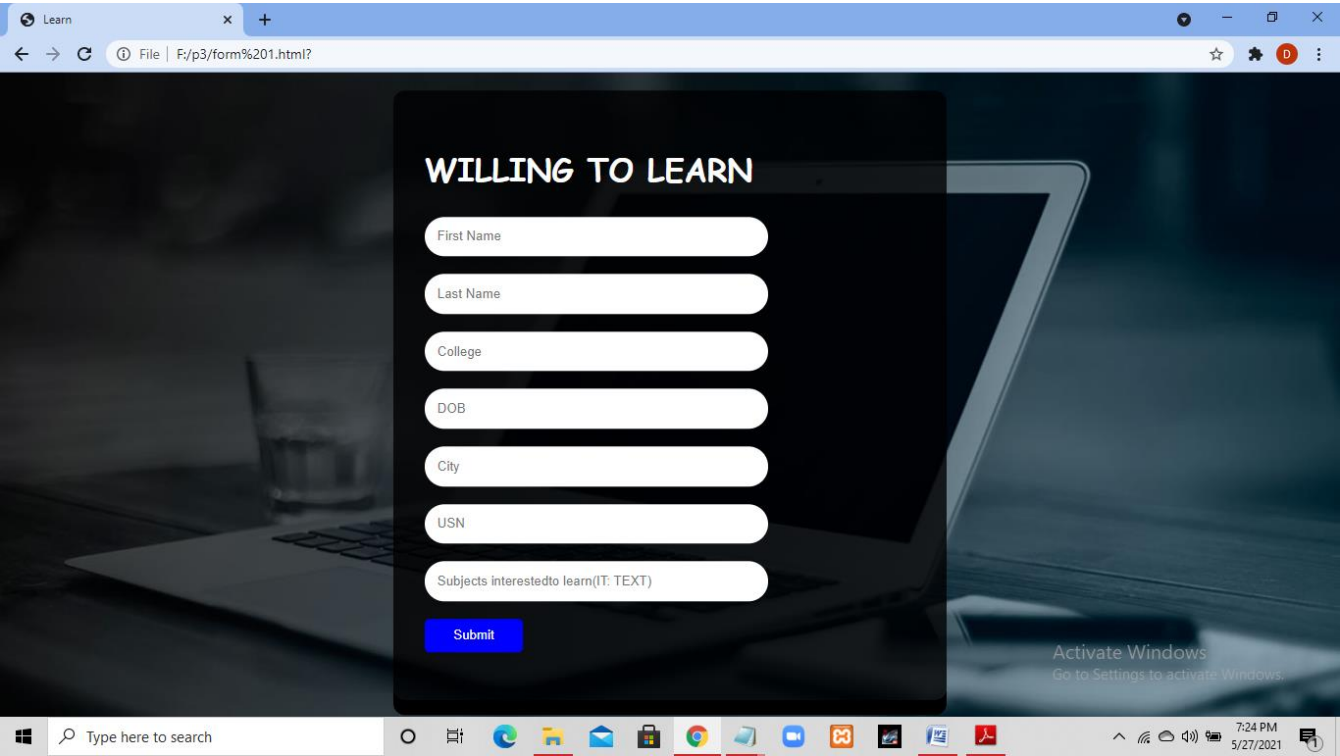 Learn
File | F:/p3/form%201.html?
D
WILLING TO LEARN
First Name
Last Name
College
DOB
City
USN
Subjects interestedto learn(IT: TEXT)
Submit
Activate Windows
Go to Settings to activate Windows.
Type here to search
7:24 PM
5/27/2021
1